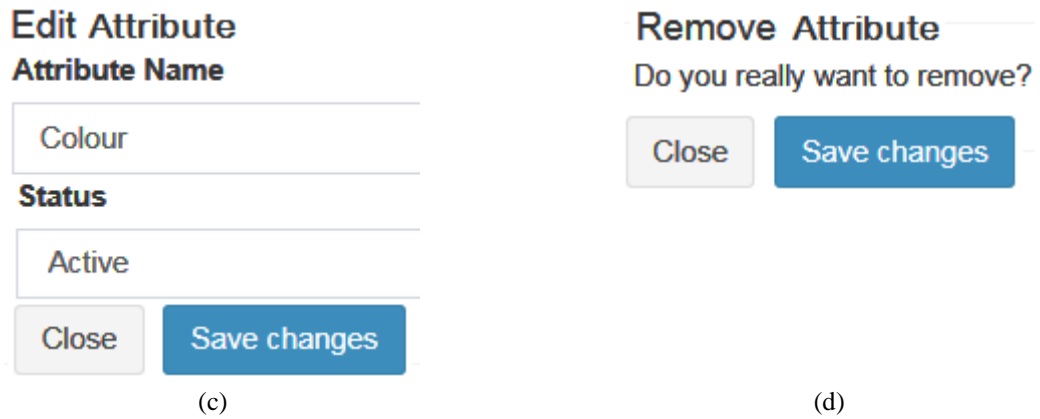 Edit Attribute
Attribute Name
Colour
Status
Active
Close Save changes
(c)
Remove Attribute
Do you really want to remove?
Close Save changes
(d)